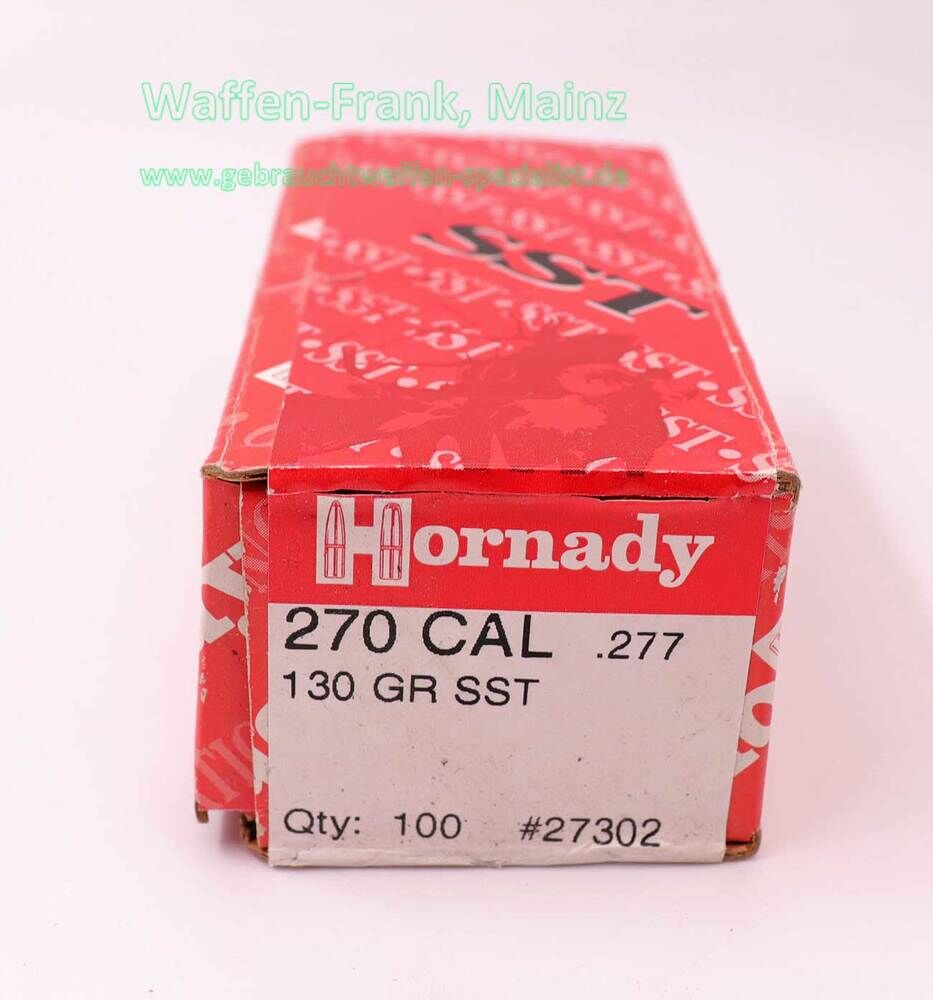 Waffen-Frank, Mainz
www.gebrauchtwaffen-spezialist.de
SST
Hornady
270 CAL .277
130 GR SST
Qty: 100 #27302